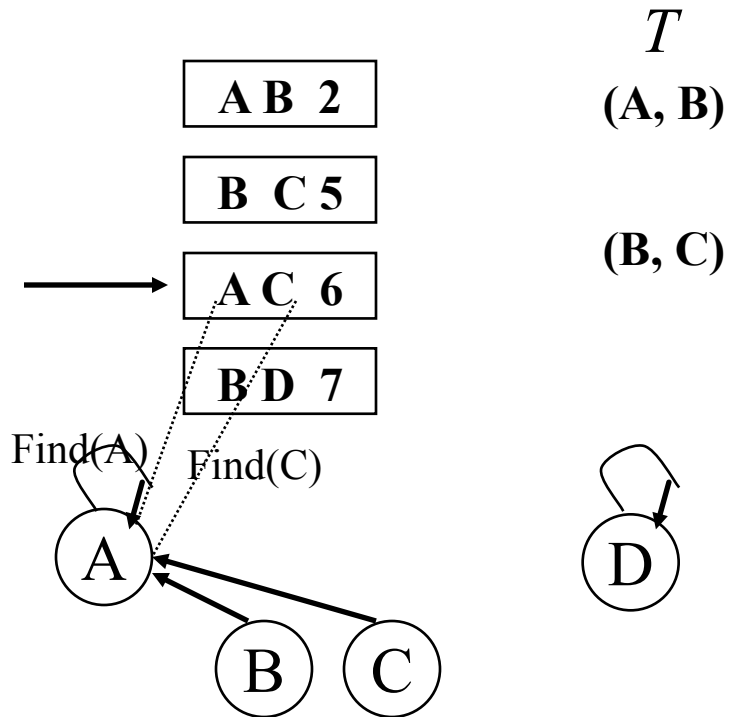 T
A B 2
(A, B)
B C 5
(B, C)
A C 6
B D 7
Find(A)
Find(C)
A
D
B
C